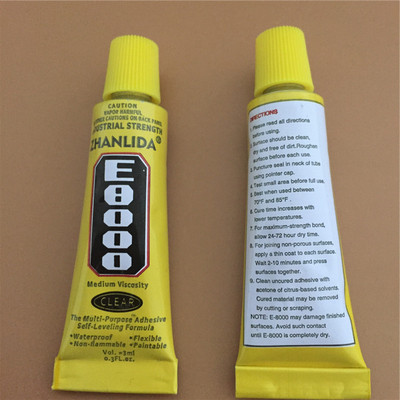 CAUTION
VAPOR HARMFUL
CAUTIONS ON BACK PANEL
INDUSTRIAL STRENGTH
ZHANLIDA®
E8000
Medium Viscosity
CLEAR
The Multi-Purpose Adhesive
Self-Leveling Formula
•Waterproof •Flexible
•Non-flammable •Paintable
Vol. =3ml
0.3FL.
DIRECTIONS
1. Please read all directions
before using.
2. Surface should be clean,
dry and free of dirt.Roughen
surface before each use.
3. Puncture seal in neck of tube
using pointer cap.
4. Test small area before full use.
5. Best when used between
70°F and 85°F .
6. Cure time increases with
lower temperatures.
7. For maximum-strength bond,
allow 24-72 hour dry time.
8. For joining non-porous surfaces,
apply a thin coat to each surface.
Wait 2-10 minutes and press
surfaces together.
9. Clean uncured adhesive with
acetone of citrus-based solvents.
Cured material may be removed
by cutting or scraping.
NOTE: E-8000 may damage finished
surfaces. Avoid such contact
until E-8000 is completely dry.